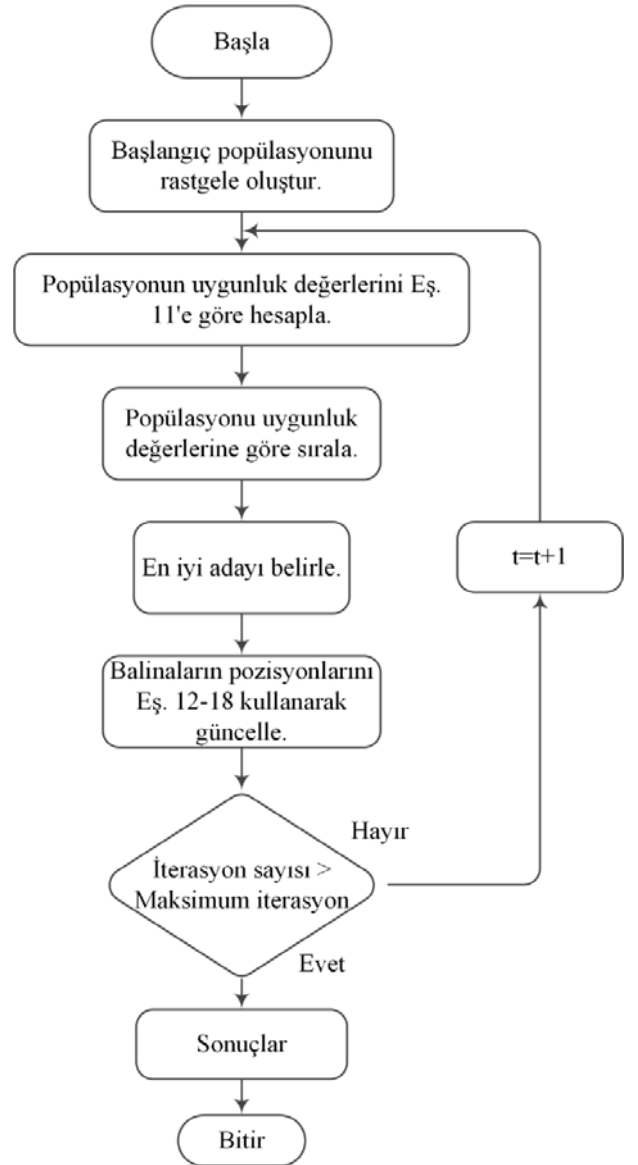 Başla
Başlangıç popülasyonunu
rastgele oluştur.
Popülasyonun uygunluk değerlerini Eş.
11'e göre hesapla.
Popülasyonu uygunluk
değerlerine göre sırala.
En iyi adayı belirle.
t=t+1
Balinaların pozisyonlarını
Eş. 12-18 kullanarak
güncelle.
Hayır
İterasyon sayısı >
Maksimum iterasyon
Evet
Sonuçlar
Bitir